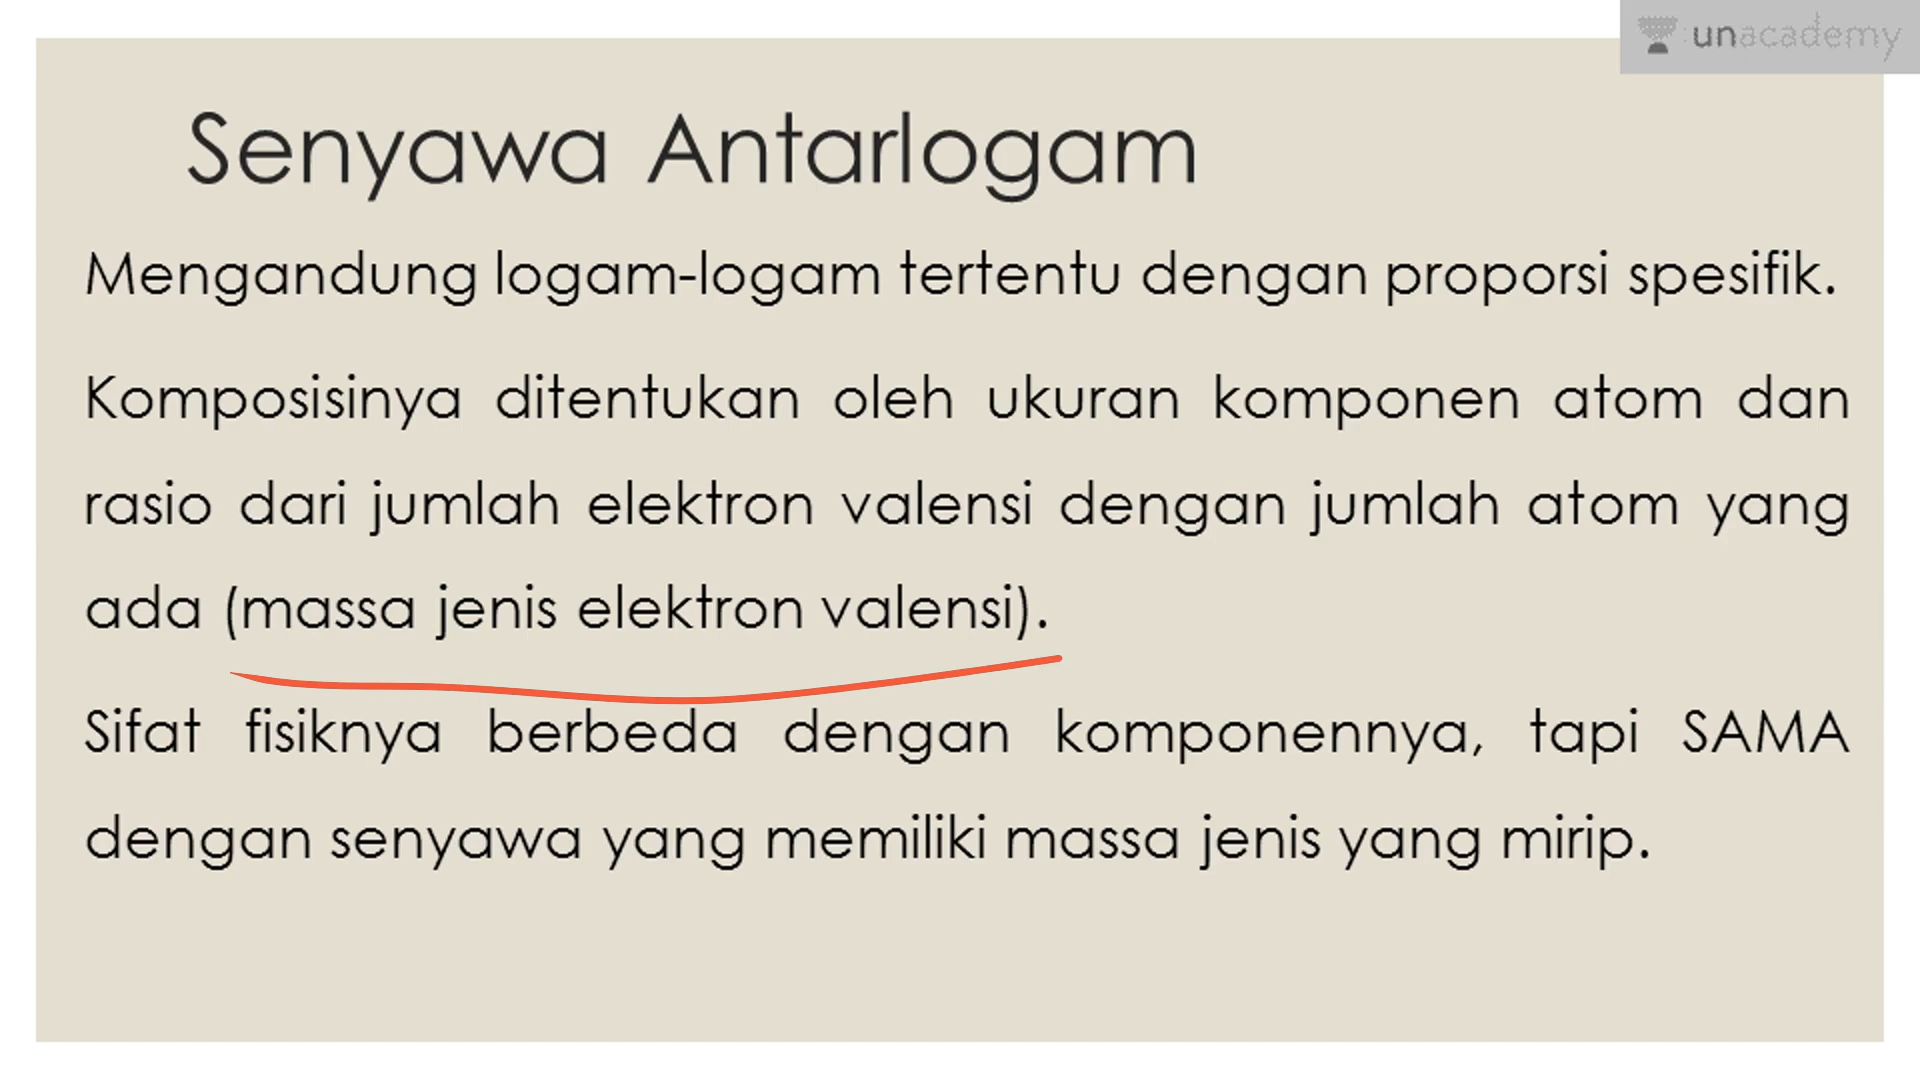 unacademy
Senyawa Antarlogam
Mengandung logam-logam tertentu dengan proporsi spesifik.
Komposisinya ditentukan oleh ukuran komponen atom dan
rasio dari jumlah elektron valensi dengan jumlah atom yang
ada (massa jenis elektron valensi).
Sifat fisiknya berbeda dengan komponennya, tapi SAMA
dengan senyawa yang memiliki massa jenis yang mirip.